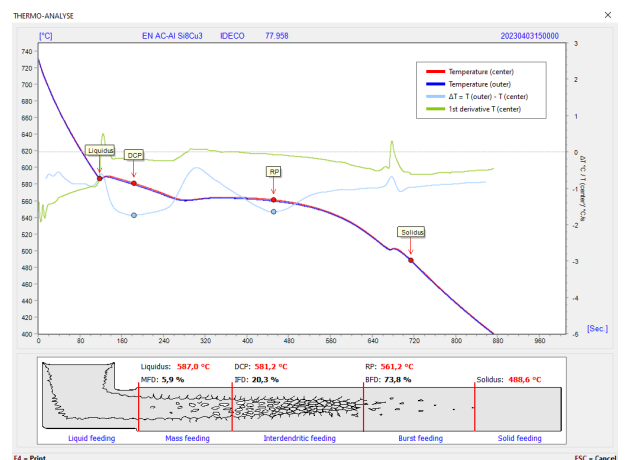 THERMO-ANALYSE
[°C] EN AC-Al Si8Cu3 IDECO 77.958 20230403150000
740
720
700
680
660
640
620
600
580
560
540
520
500
480
460
440
420
400
3
2
1
0
-1
-2
-3
-4
-5
-6
ΔT °C / T (center)' °C/s
Temperature (center)
Temperature (outer)
ΔT = T (outer) - T (center)
1st derivative T (center)
Liquidus
DCP
RP
Solidus
0 80 160 240 320 400 480 560 640 720 800 880 960
[Sec.]
Liquidus: 587,0 °C DCP: 581,2 °C RP: 561,2 °C
MFD: 5,9 % IFD: 20,3 % BFD: 73,8 % Solidus: 488,6 °C
Liquid feeding Mass feeding Interdendritic feeding Burst feeding Solid feeding
F4 = Print ESC = Cancel